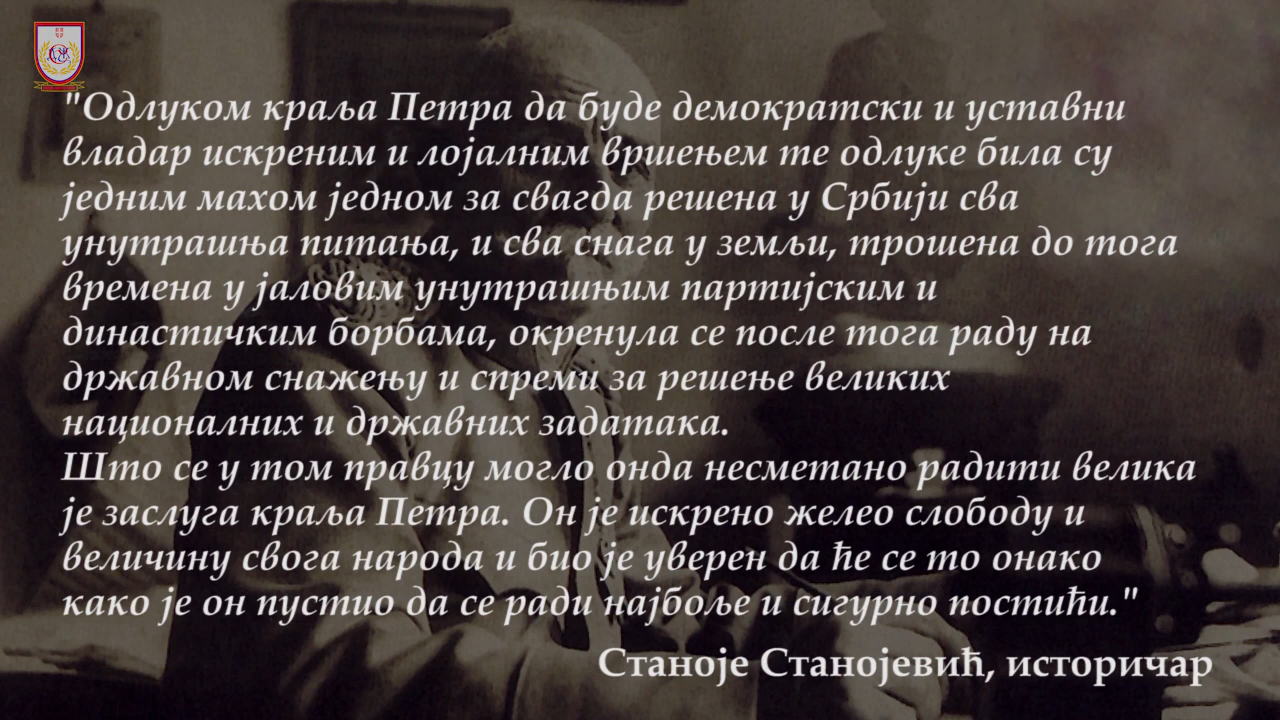 "Одлуком краља Петра да буде демократски и уставни
владар искреним и лојалним вршењем те одлуке била су
једним махом једном за свагда решена у Србији сва
унутрашња питања, и сва снага у земљи, трошена до тога
времена у јаловим унутрашњим партијским и
династичким борбама, окренула се после тога раду на
државном снажењу и спреми за решење великих
националних и државних задатака.
Што се у том правцу могло онда несметано радити велика
је заслуга краља Петра. Он је искрено желео слободу и
величину свога народа и био је уверен да ће се то онако
како је он пустио да се ради најбоље и сигурно постићи."
Станоје Станојевић, историчар